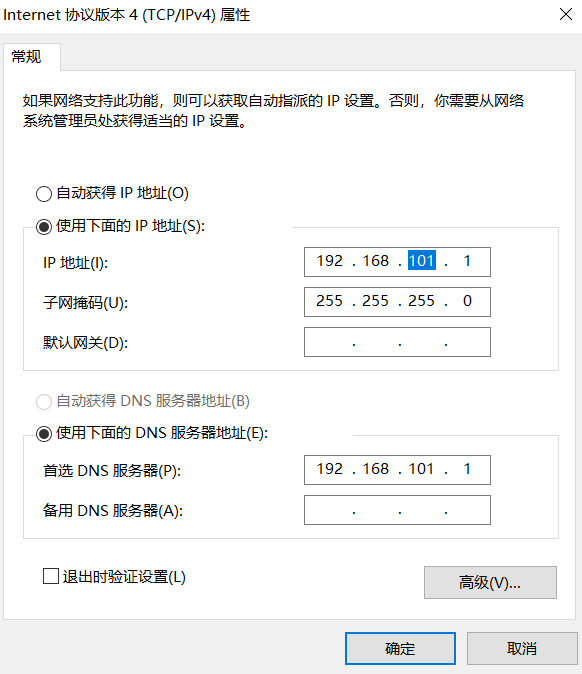 Internet 协议版本 4 (TCP/IPv4) 属性
常规
如果网络支持此功能，则可以获取自动指派的 IP 设置。否则，你需要从网络
系统管理员处获得适当的 IP 设置。
自动获得 IP 地址(O)
使用下面的 IP 地址(S):
IP 地址(I): 192 . 168 . 101 . 1
子网掩码(U): 255 . 255 . 255 . 0
默认网关(D): . . .
自动获得 DNS 服务器地址(B)
使用下面的 DNS 服务器地址(E):
首选 DNS 服务器(P): 192 . 168 . 101 . 1
备用 DNS 服务器(A): . . .
退出时验证设置(L)
高级(V)...
确定 取消